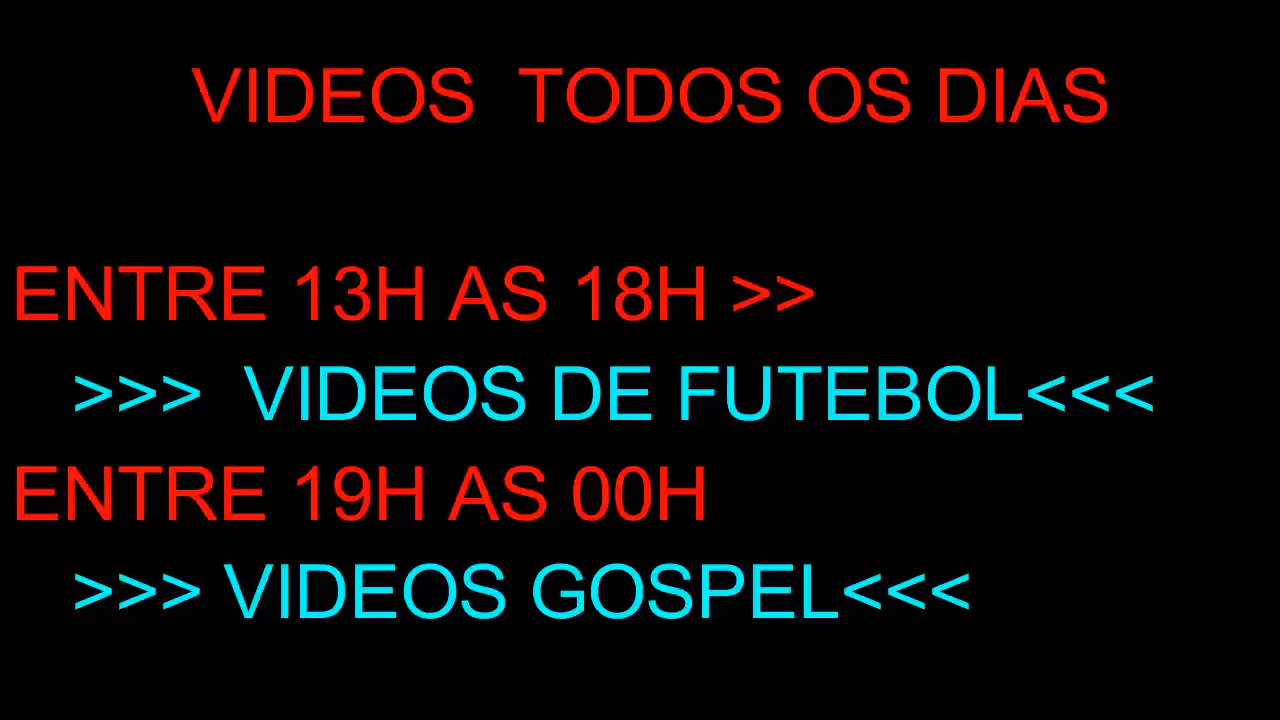 VIDEOS  TODOS OS DIAS
ENTRE 13H AS 18H >>
>>>  VIDEOS DE FUTEBOL<<<
ENTRE 19H AS 00H
>>> VIDEOS GOSPEL<<<